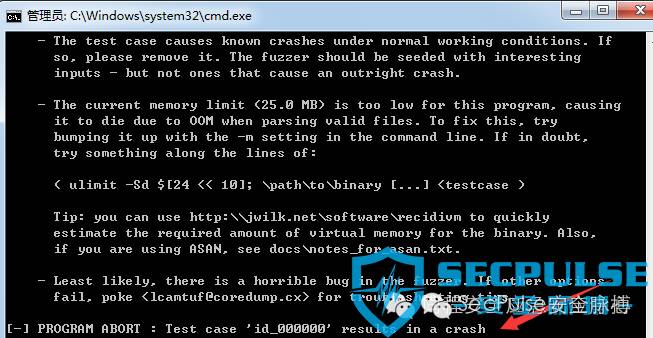 管理员: C:\Windows\system32\cmd.exe
- The test case causes known crashes under normal working conditions. If
so, please remove it. The fuzzer should be seeded with interesting
inputs - but not ones that cause an outright crash.
- The current memory limit (25.0 MB) is too low for this program, causing
it to die due to OOM when parsing valid files. To fix this, try
bumping it up with the -m setting in the command line. If in doubt,
try something along the lines of:
( ulimit -Sd $[24 << 10]; \path\to\binary [...] <testcase )
Tip: you can use http:\\jwilk.net\software\recidivm to quickly
estimate the required amount of virtual memory for the binary. Also,
if you are using ASAN, see docs\notes_for_asan.txt.
- Least likely, there is a horrible bug in the fuzzer. If other options
fail, poke <lcamtuf@coredump.cx> for troubleshooting tips.
SECPULSE
[-] PROGRAM ABORT : Test case 'id_000000' results in a crash